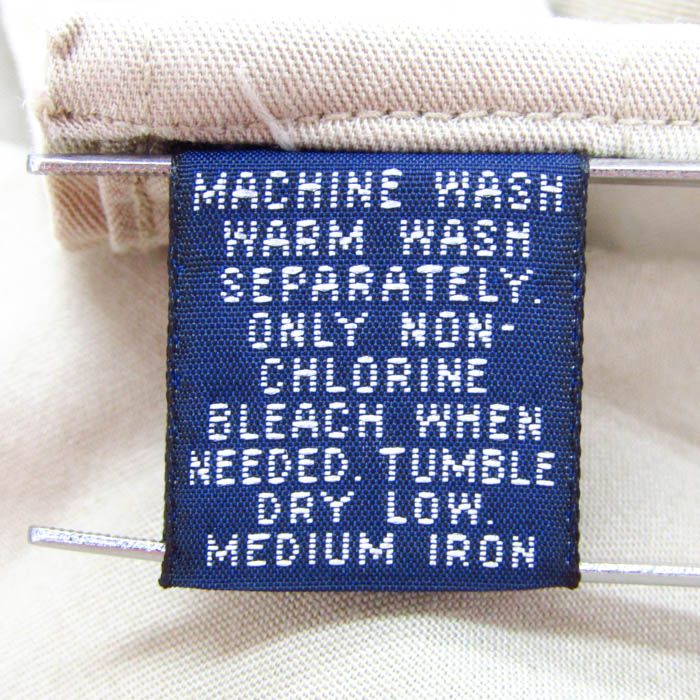 MACHINE WASH
WARM WASH
SEPARATELY.
ONLY NON-
CHLORINE
BLEACH WHEN
NEEDED. TUMBLE
DRY LOW.
MEDIUM IRON